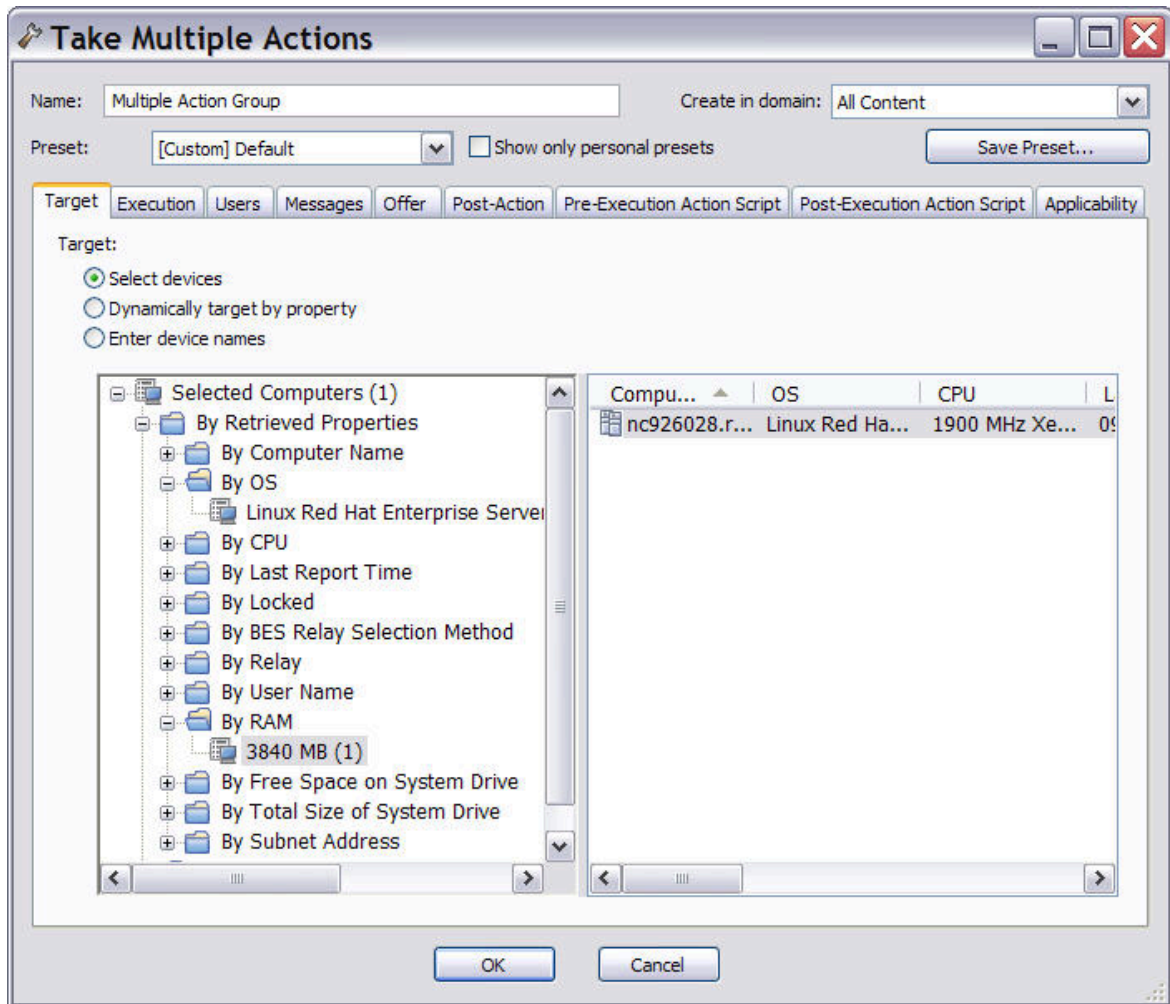 Take Multiple Actions
Name: Multiple Action Group Create in domain: All Content
Preset: [Custom] Default Show only personal presets Save Preset...
Target Execution Users Messages Offer Post-Action Pre-Execution Action Script Post-Execution Action Script Applicability
Target:
Select devices
Dynamically target by property
Enter device names
Selected Computers (1)
By Retrieved Properties
By Computer Name
By OS
Linux Red Hat Enterprise Server
By CPU
By Last Report Time
By Locked
By BES Relay Selection Method
By Relay
By User Name
By RAM
3840 MB (1)
By Free Space on System Drive
By Total Size of System Drive
By Subnet Address
Compu... OS CPU L
nc926028.r... Linux Red Ha... 1900 MHz Xe... 09
OK Cancel